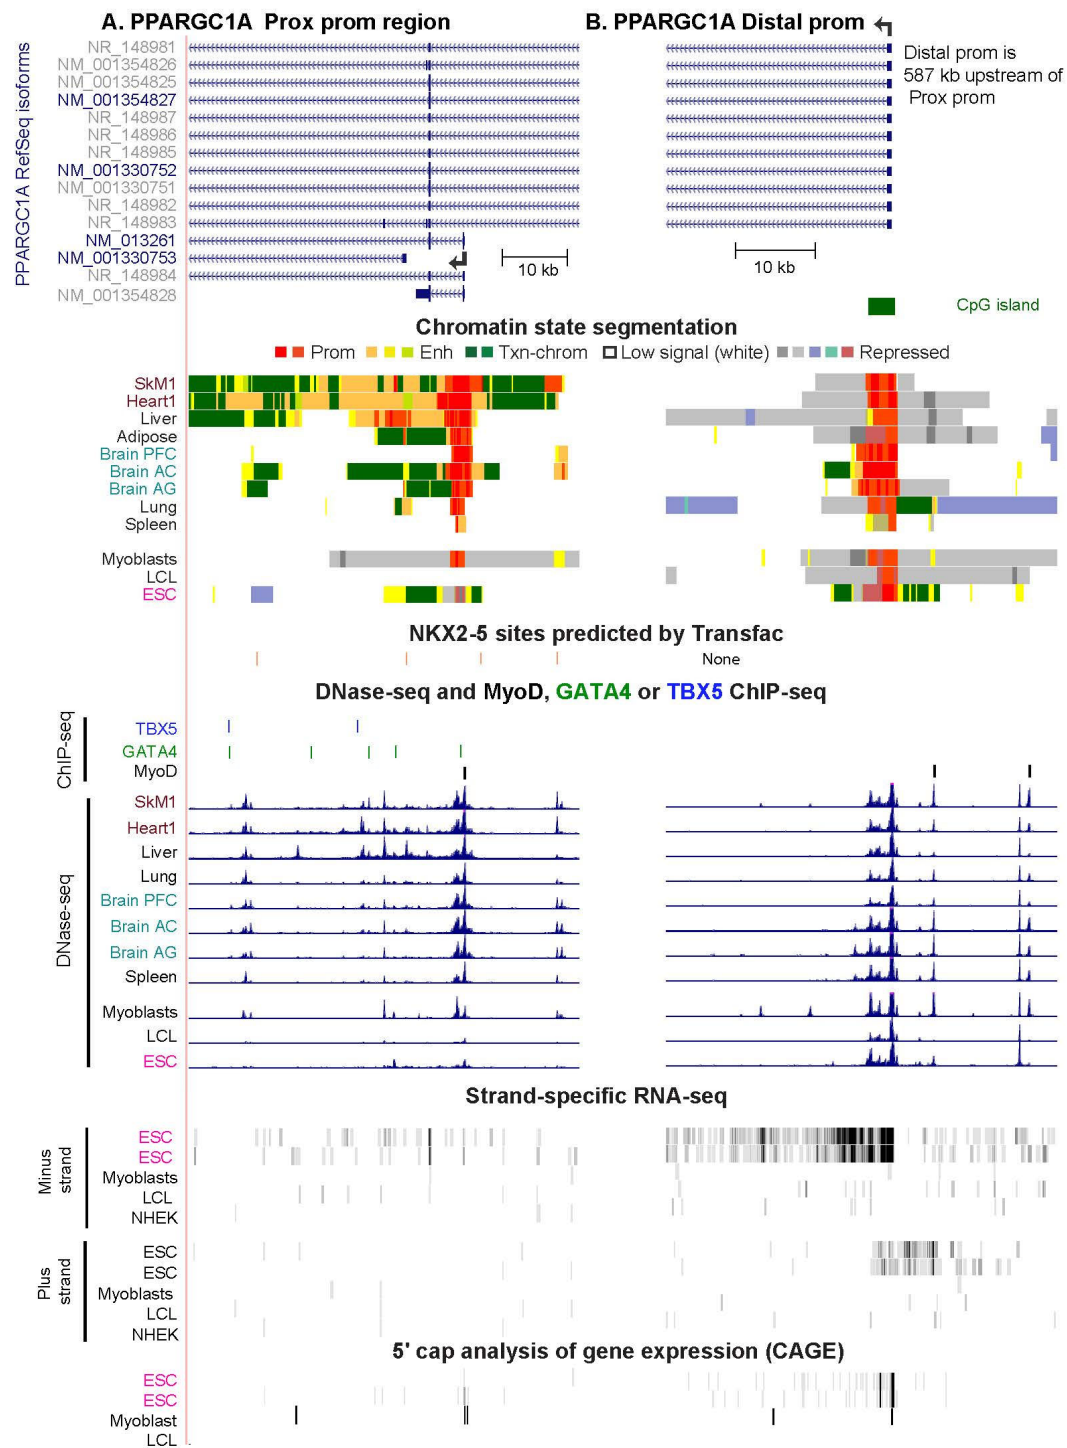 A. PPARGC1A Prox prom region
B. PPARGC1A Distal prom
PPARGC1A RefSeq isoforms
NR_148981
NM_001354826
NM_001354825
NM_001354827
NR_148987
NR_148986
NR_148985
NM_001330752
NM_001330751
NR_148982
NR_148983
NM_013261
NM_001330753
NR_148984
NM_001354828
10 kb
10 kb
Distal prom is
587 kb upstream of
Prox prom
CpG island
Chromatin state segmentation
Prom Enh Txn-chrom Low signal (white) Repressed
SkM1
Heart1
Liver
Adipose
Brain PFC
Brain AC
Brain AG
Lung
Spleen
Myoblasts
LCL
ESC
NKX2-5 sites predicted by Transfac
None
DNase-seq and MyoD, GATA4 or TBX5 ChIP-seq
ChIP-seq
TBX5
GATA4
MyoD
DNase-seq
SkM1
Heart1
Liver
Lung
Brain PFC
Brain AC
Brain AG
Spleen
Myoblasts
LCL
ESC
Strand-specific RNA-seq
Minus
strand
ESC
ESC
Myoblasts
LCL
NHEK
Plus
strand
ESC
ESC
Myoblasts
LCL
NHEK
5' cap analysis of gene expression (CAGE)
ESC
ESC
Myoblast
LCL